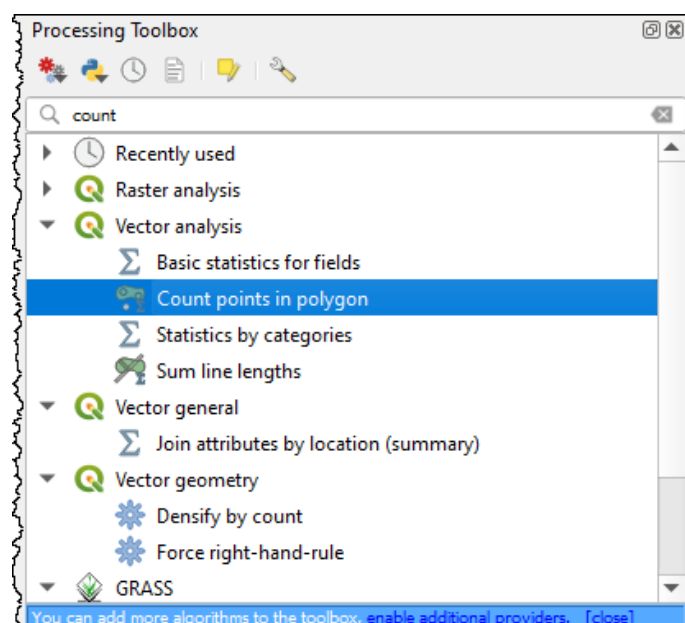 Processing Toolbox
count
Recently used
Raster analysis
Vector analysis
Basic statistics for fields
Count points in polygon
Statistics by categories
Sum line lengths
Vector general
Join attributes by location (summary)
Vector geometry
Densify by count
Force right-hand-rule
GRASS
You can add more algorithms to the toolbox, enable additional providers. [close]